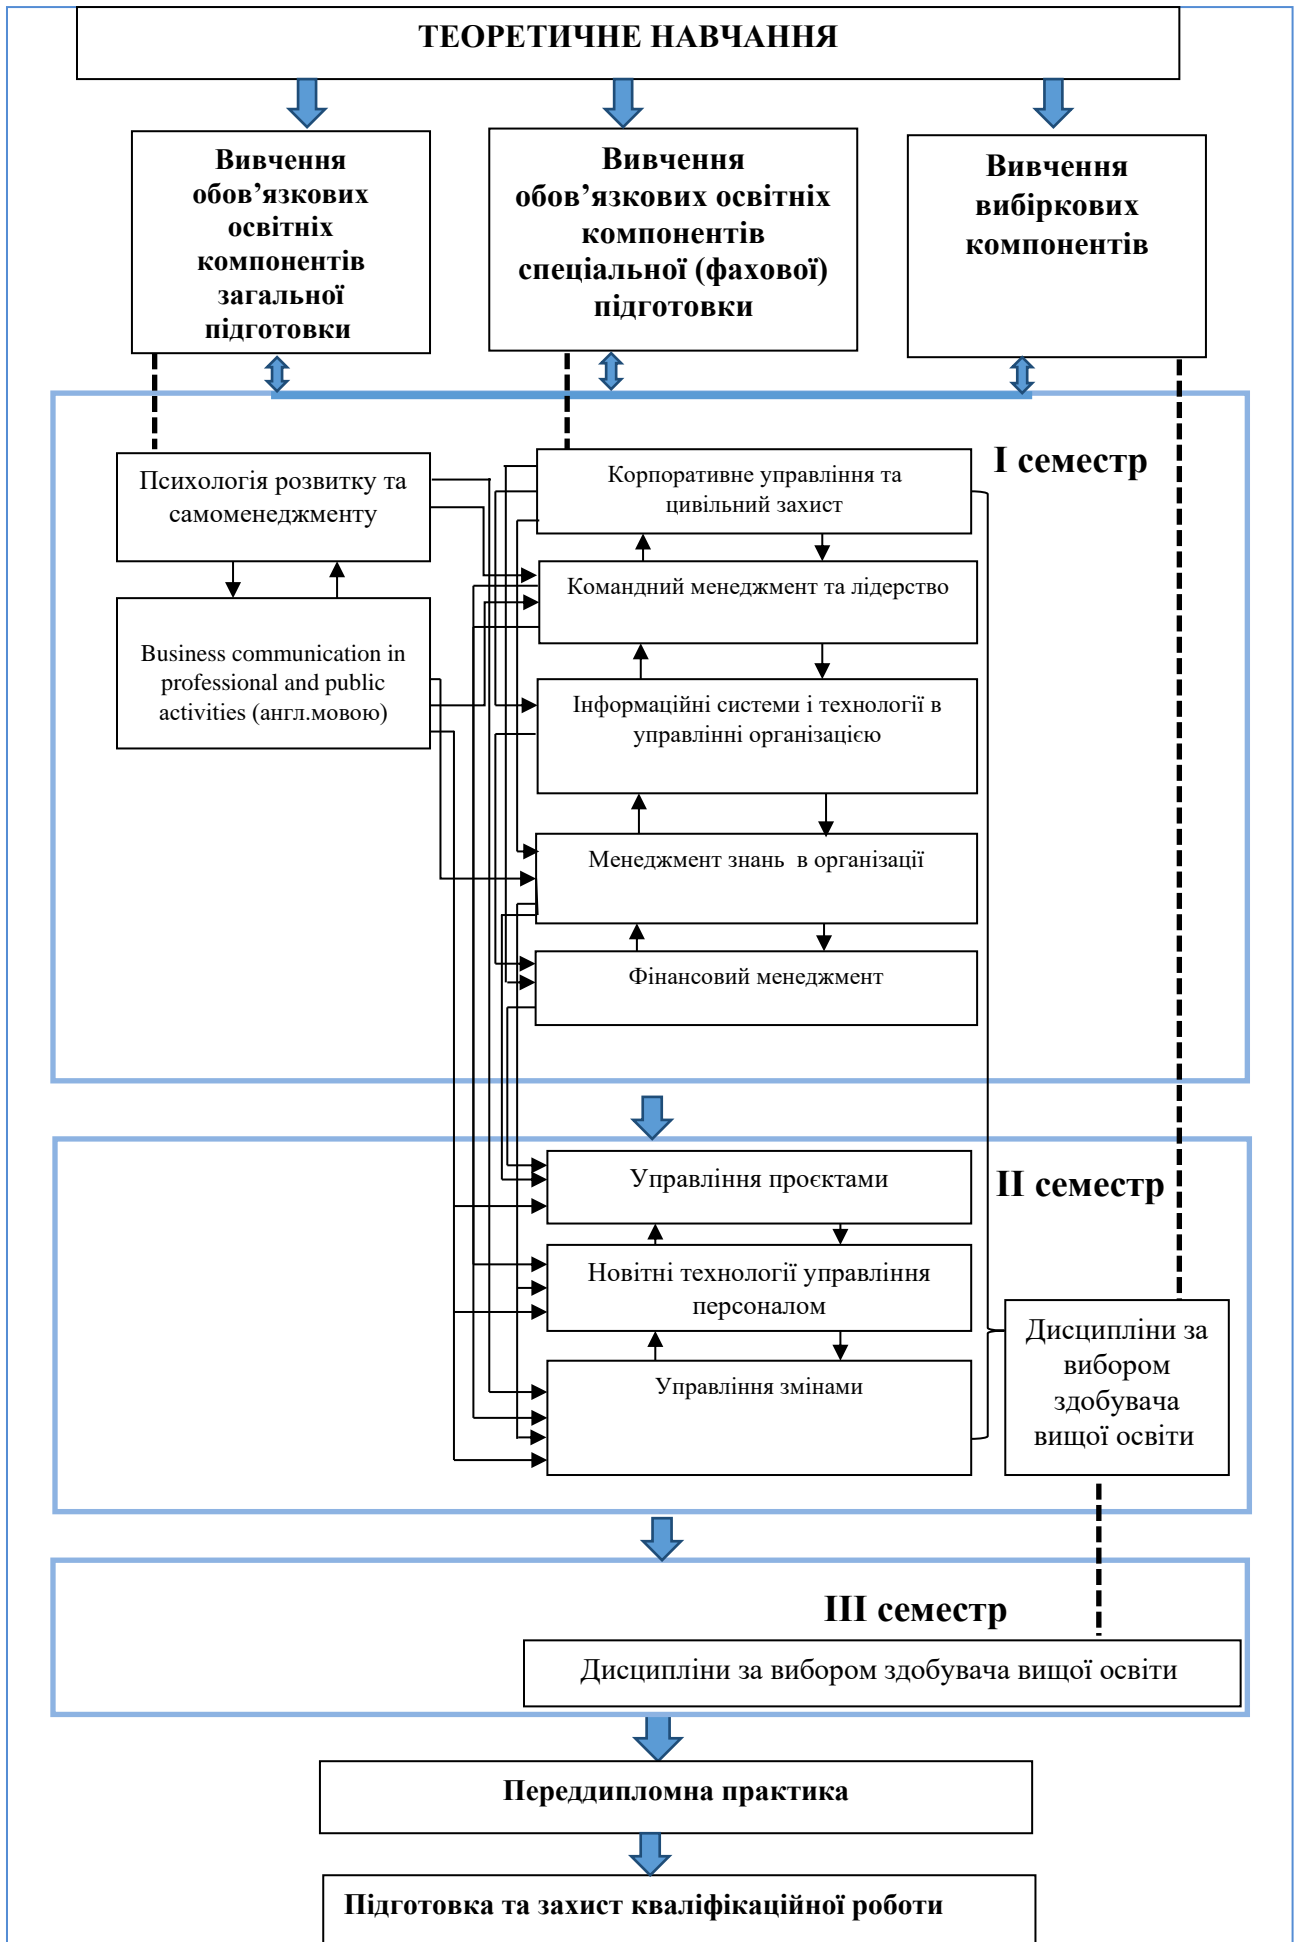 ТЕОРЕТИЧНЕ НАВЧАННЯ
Вивчення
обов’язкових
освітніх
компонентів
загальної
підготовки
Вивчення
обов’язкових освітніх
компонентів
спеціальної (фахової)
підготовки
Вивчення
вибіркових
компонентів
І семестр
Психологія розвитку та
самоменеджменту
Business communication in
professional and public
activities (англ.мовою)
Корпоративне управління та
цивільний захист
Командний менеджмент та лідерство
Інформаційні системи і технології в
управлінні організацією
Менеджмент знань в організації
Фінансовий менеджмент
ІІ семестр
Управління проєктами
Новітні технології управління
персоналом
Управління змінами
Дисципліни за
вибором
здобувача
вищої освіти
ІІІ семестр
Дисципліни за вибором здобувача вищої освіти
Переддипломна практика
Підготовка та захист кваліфікаційної роботи